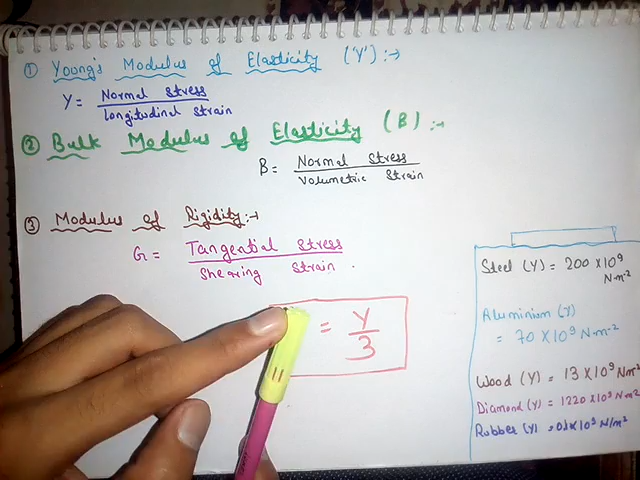 ① Young's Modulus of Elasticity ('Y') :→
Y = Normal Stress / longitudinal Strain
② Bulk Modulus of Elasticity (B) :→
B = Normal Stress / Volumetric Strain
③ Modulus of Rigidity :→
G = Tangential Stress / Shearing Strain .
= Y / 3
Steel (Y) = 200 × 10⁹
N·m⁻²
Aluminium (Y)
= 70 × 10⁹ N·m⁻²
Wood (Y) = 13 × 10⁹ Nm⁻²
Diamond (Y) = 1220 × 10⁹ N·m⁻²
Rubber (Y) =